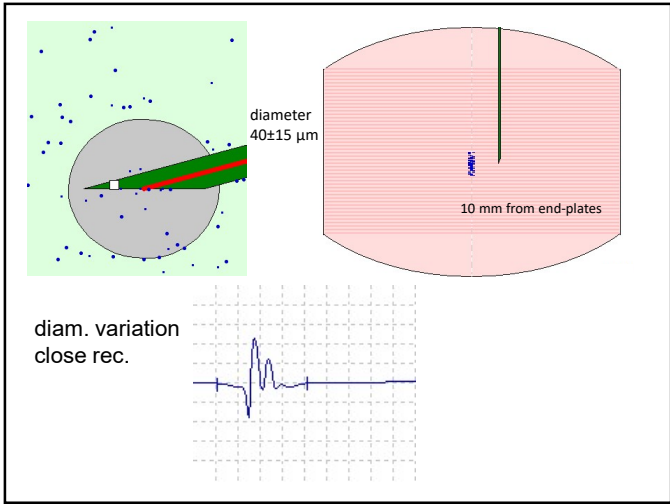 diameter
40±15 µm
10 mm from end-plates
diam. variation
close rec.